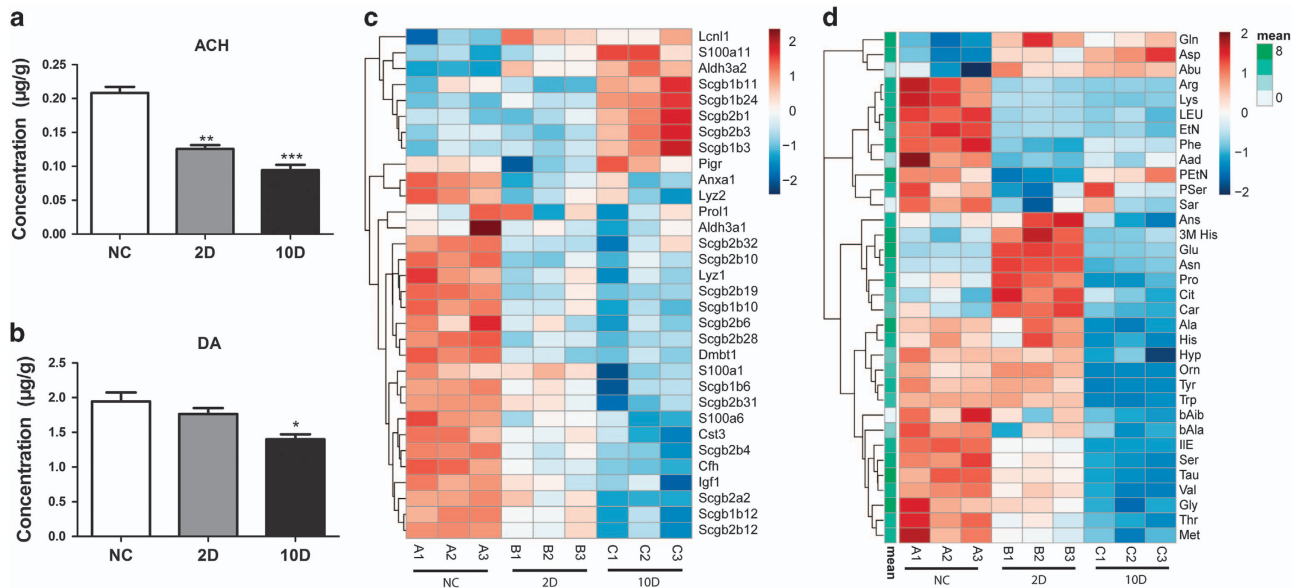 a
ACH
Concentration (µg/g)
0.25
0.20
0.15
0.10
0.05
0.00
**
***
NC
2D
10D
b
DA
Concentration (µg/g)
2.5
2.0
1.5
1.0
0.5
0.0
*
NC
2D
10D
c
Lcnl1
S100a11
Aldh3a2
Scgb1b11
Scgb1b24
Scgb2b1
Scgb2b3
Scgb1b3
Pigr
Anxa1
Lyz2
Prol1
Aldh3a1
Scgb2b32
Scgb2b10
Lyz1
Scgb2b19
Scgb1b10
Scgb2b6
Scgb2b28
Dmbt1
S100a1
Scgb1b6
Scgb2b31
S100a6
Cst3
Scgb2b4
Cfh
Igf1
Scgb2a2
Scgb1b12
Scgb2b12
2
1
0
−1
−2
A1 A2 A3 B1 B2 B3 C1 C2 C3
NC 2D 10D
d
Gln
Asp
Abu
Arg
Lys
LEU
EtN
Phe
Aad
PEtN
PSer
Sar
Ans
3M His
Glu
Asn
Pro
Cit
Car
Ala
His
Hyp
Orn
Tyr
Trp
bAib
bAla
IlE
Ser
Tau
Val
Gly
Thr
Met
2
1
0
−1
−2
mean
8
0
mean
A1 A2 A3 B1 B2 B3 C1 C2 C3
NC 2D 10D